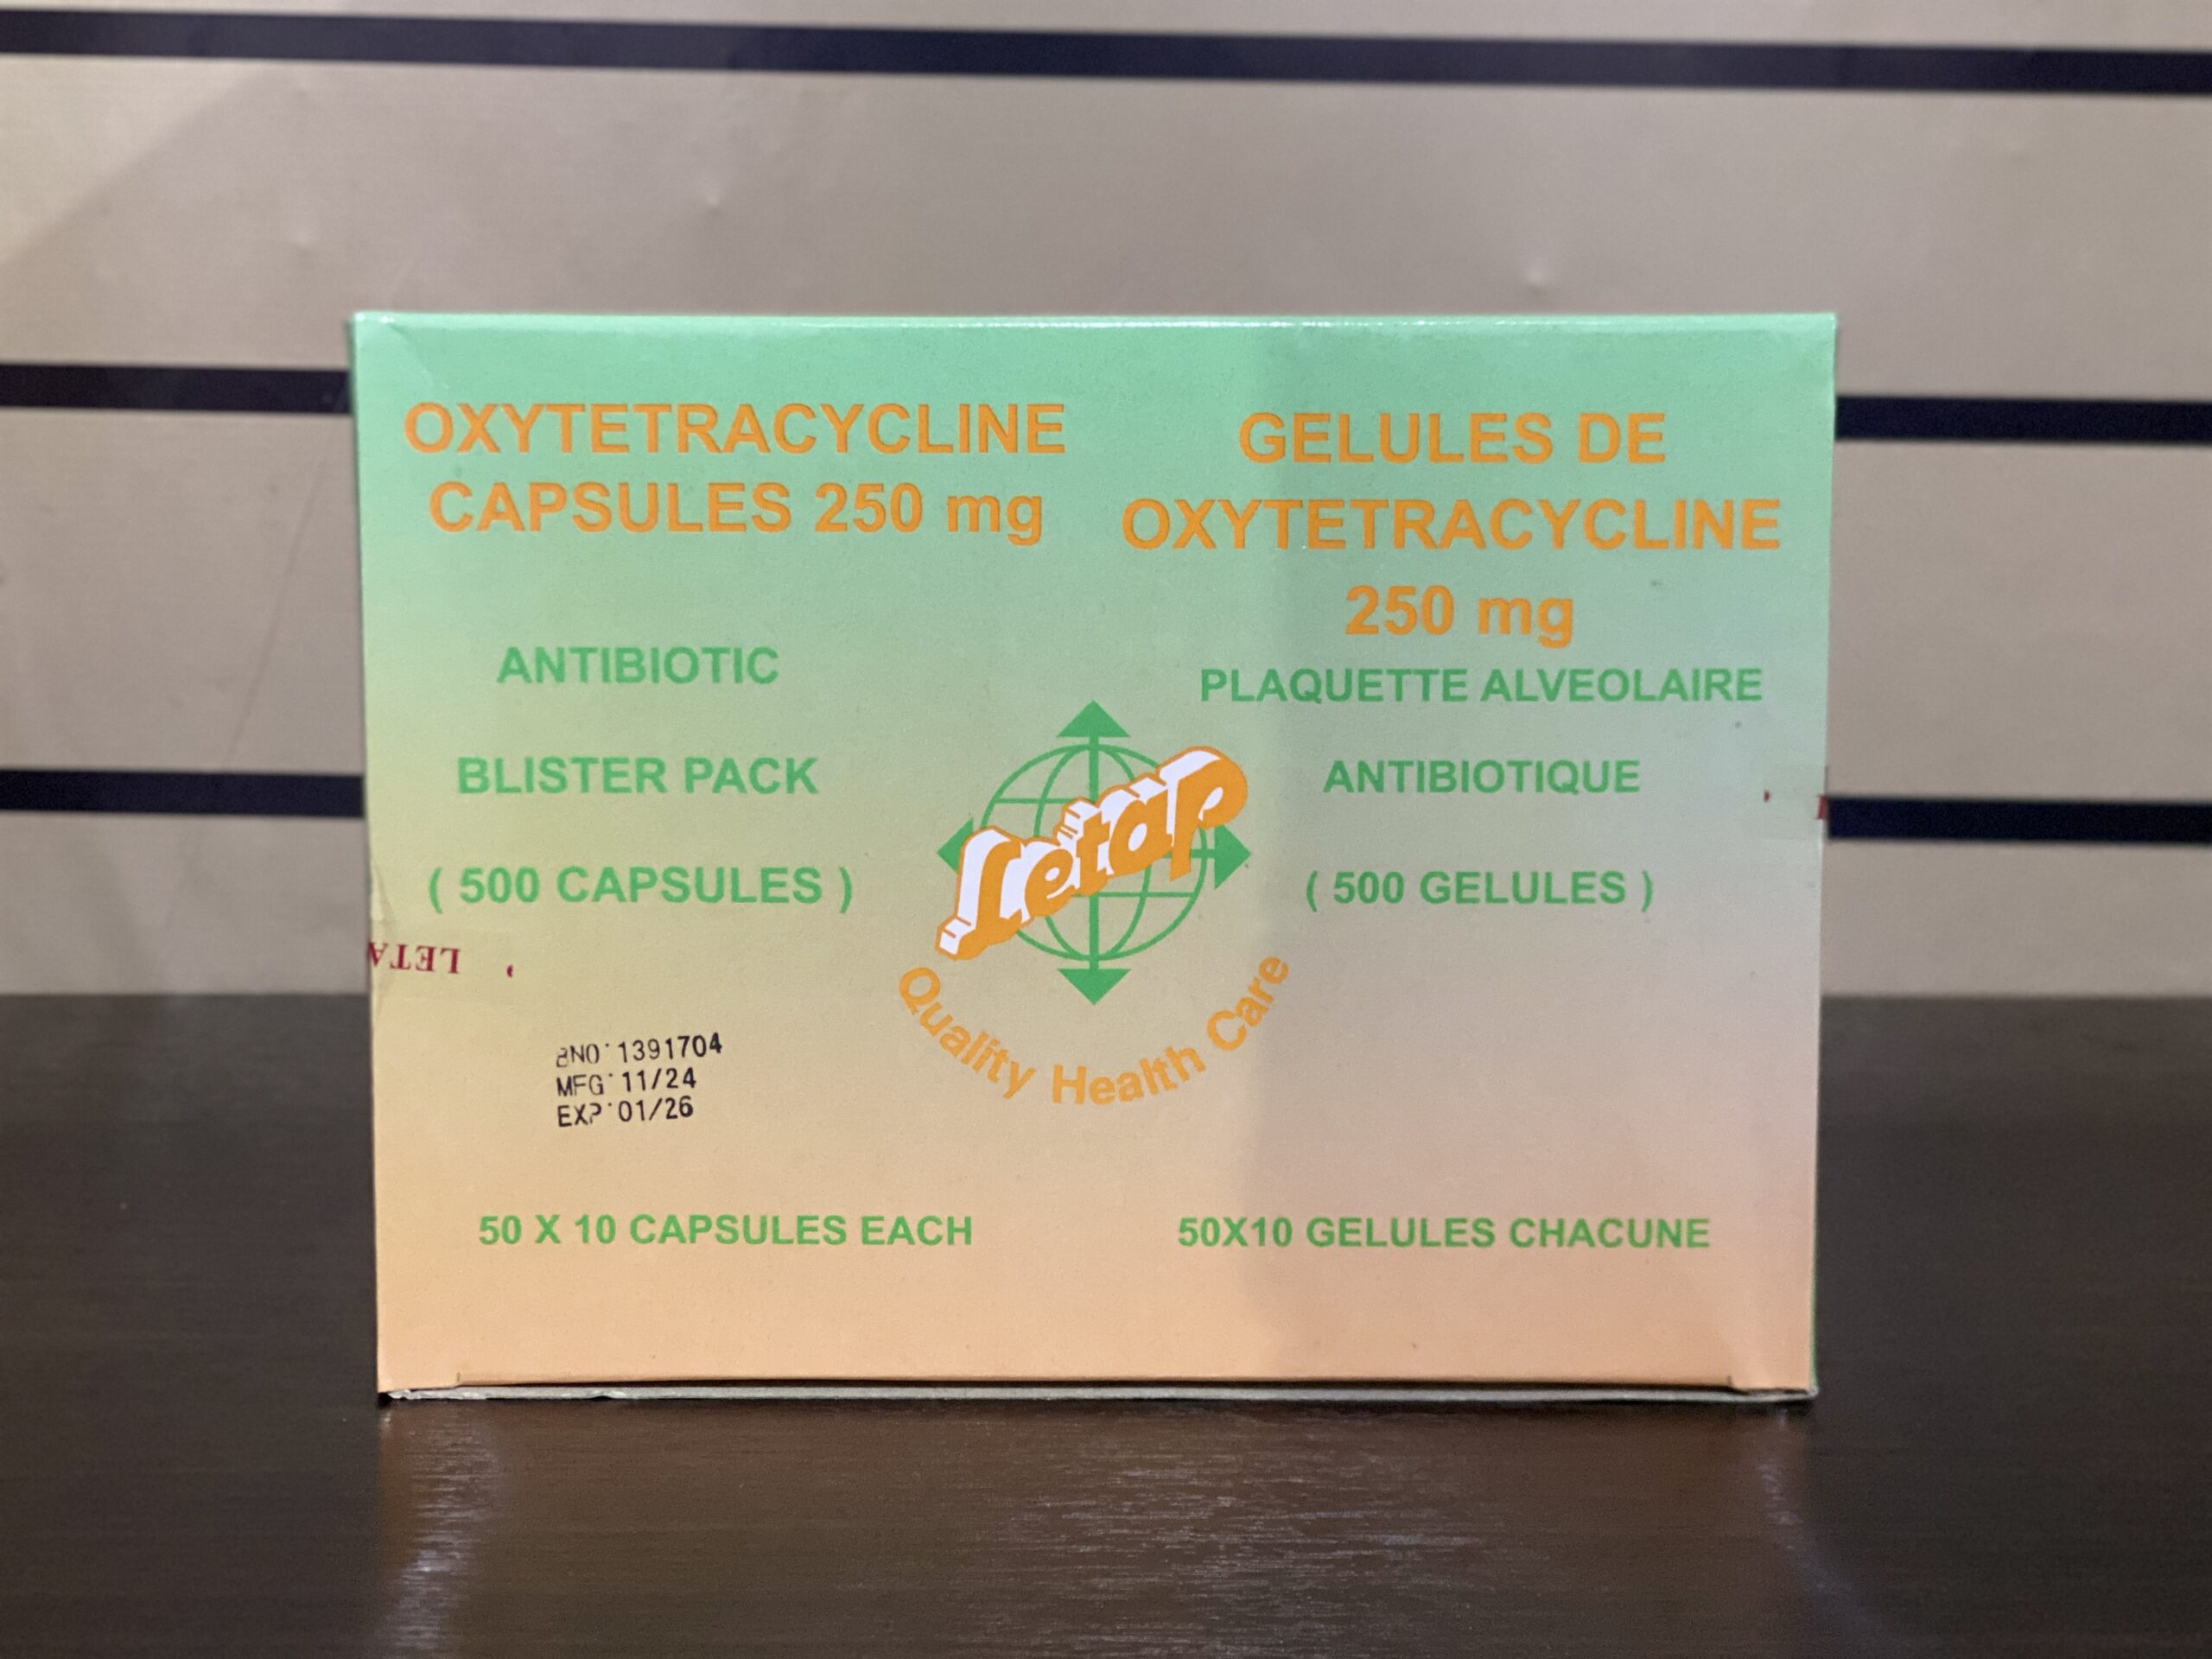 OXYTETRACYCLINE
CAPSULES 250 mg
ANTIBIOTIC
BLISTER PACK
( 500 CAPSULES )
LETA
BNO 1391704
MFG 11/24
EXP 01/26
50 X 10 CAPSULES EACH
Letap
Quality Health Care
GELULES DE
OXYTETRACYCLINE
250 mg
PLAQUETTE ALVEOLAIRE
ANTIBIOTIQUE
( 500 GELULES )
50X10 GELULES CHACUNE